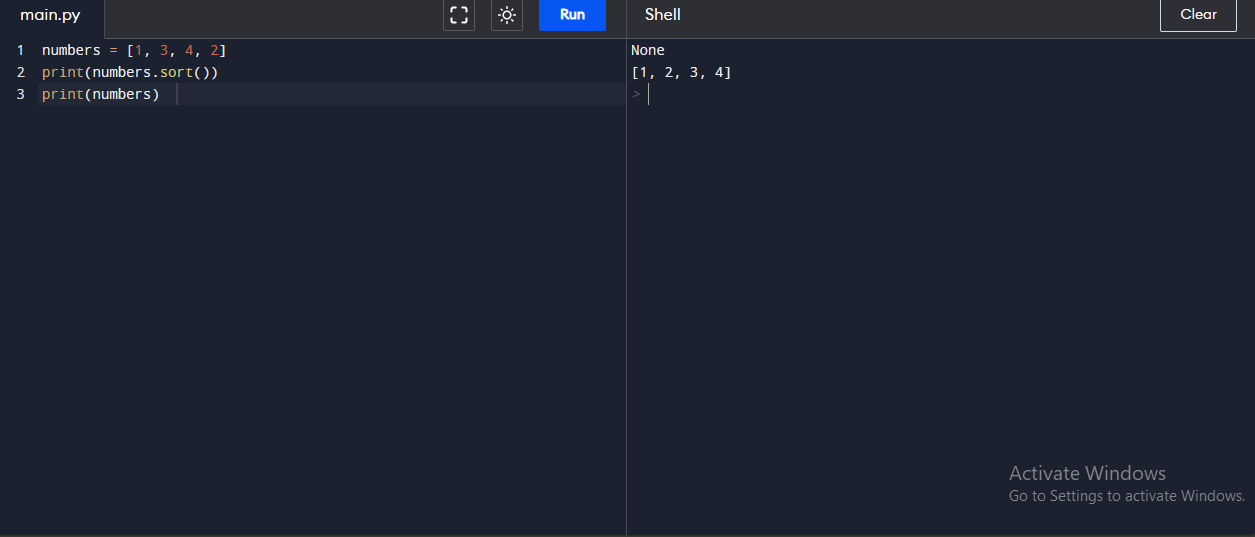 main.py
Run
Shell
Clear
1 numbers = [1, 3, 4, 2]
2 print(numbers.sort())
3 print(numbers)
None
[1, 2, 3, 4]
>
Activate Windows
Go to Settings to activate Windows.